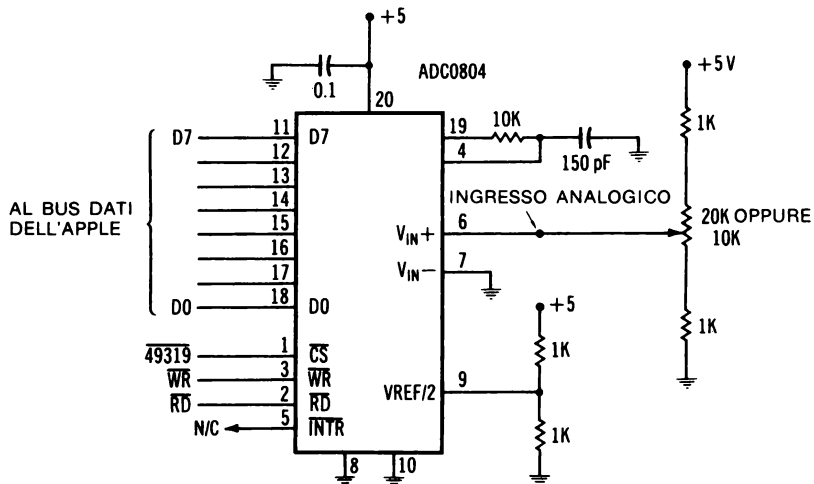 +5
0.1
20
ADC0804
+5V
1K
20K OPPURE
10K
1K
AL BUS DATI
DELL'APPLE
D7
11
D7
12
13
14
15
16
17
D0
18
D0
49319
1
CS
WR
3
WR
RD
2
RD
N/C
5
INTR
8
10
19
10K
4
150 pF
INGRESSO ANALOGICO
VIN+
6
VIN−
7
+5
1K
VREF/2
9
1K